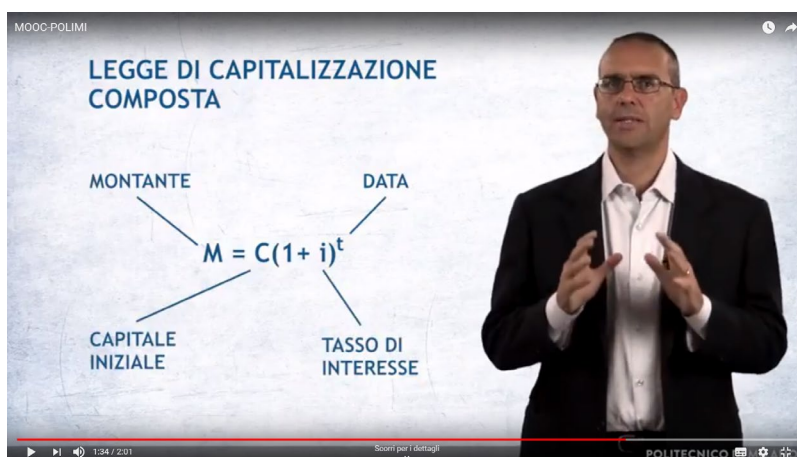 MOOC-POLIMI
LEGGE DI CAPITALIZZAZIONE
COMPOSTA
MONTANTE
DATA
M = C(1+ i)^t
CAPITALE
INIZIALE
TASSO DI
INTERESSE
1:34 / 2:01
Scorri per i dettagli
POLITECNICO